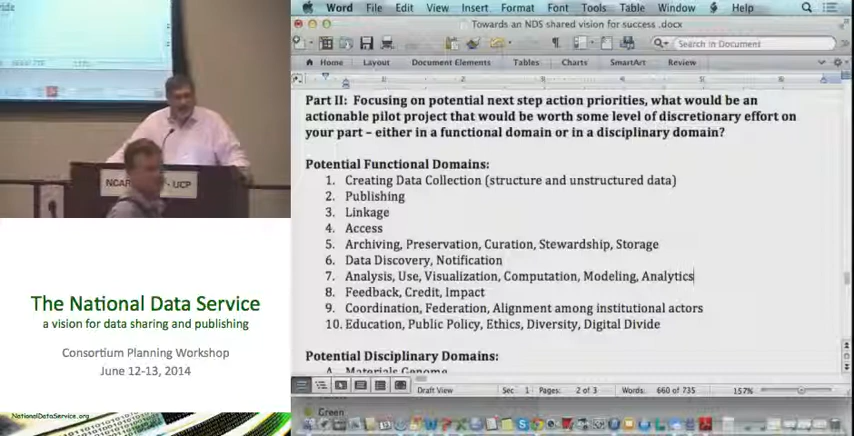 NCAR - UCP
The National Data Service
a vision for data sharing and publishing
Consortium Planning Workshop
June 12-13, 2014
NationalDataService.org
Word File Edit View Insert Format Font Tools Table Window Help
Towards an NDS shared vision for success .docx
Search in Document
Home Layout Document Elements Tables Charts SmartArt Review
Part II: Focusing on potential next step action priorities, what would be an
actionable pilot project that would be worth some level of discretionary effort on
your part – either in a functional domain or in a disciplinary domain?
Potential Functional Domains:
1. Creating Data Collection (structure and unstructured data)
2. Publishing
3. Linkage
4. Access
5. Archiving, Preservation, Curation, Stewardship, Storage
6. Data Discovery, Notification
7. Analysis, Use, Visualization, Computation, Modeling, Analytics
8. Feedback, Credit, Impact
9. Coordination, Federation, Alignment among institutional actors
10. Education, Public Policy, Ethics, Diversity, Digital Divide
Potential Disciplinary Domains:
A. Materials Genome
Draft View Sec 1 Pages: 2 of 3 Words: 660 of 735 157%
Green